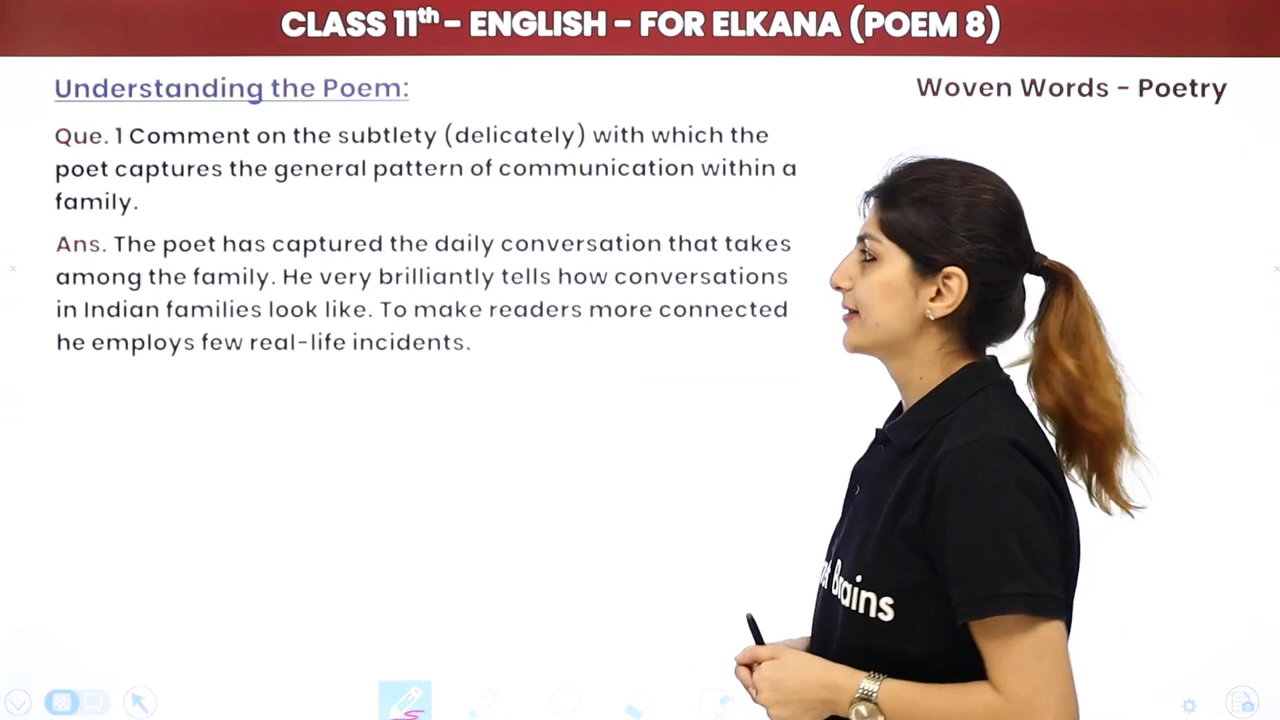 CLASS 11th - ENGLISH - FOR ELKANA (POEM 8)
Understanding the Poem:
Woven Words - Poetry
Que. 1 Comment on the subtlety (delicately) with which the
poet captures the general pattern of communication within a
family.
Ans. The poet has captured the daily conversation that takes
among the family. He very brilliantly tells how conversations
in Indian families look like. To make readers more connected
he employs few real-life incidents.
Brains